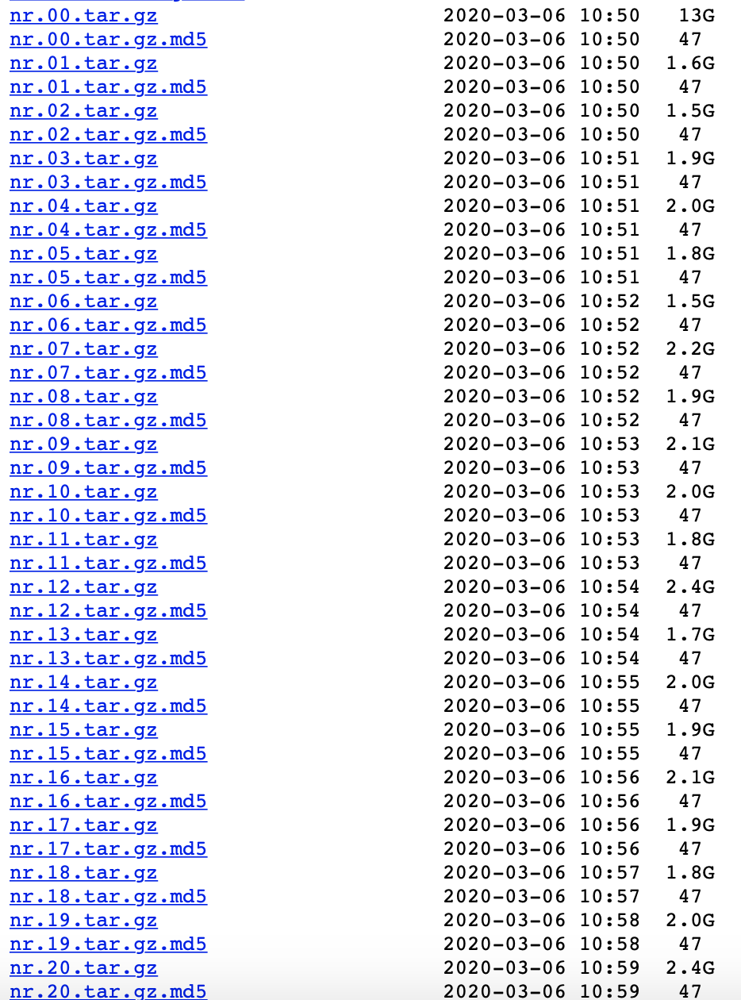 nr.00.tar.gz 2020-03-06 10:50 13G
nr.00.tar.gz.md5 2020-03-06 10:50 47
nr.01.tar.gz 2020-03-06 10:50 1.6G
nr.01.tar.gz.md5 2020-03-06 10:50 47
nr.02.tar.gz 2020-03-06 10:50 1.5G
nr.02.tar.gz.md5 2020-03-06 10:50 47
nr.03.tar.gz 2020-03-06 10:51 1.9G
nr.03.tar.gz.md5 2020-03-06 10:51 47
nr.04.tar.gz 2020-03-06 10:51 2.0G
nr.04.tar.gz.md5 2020-03-06 10:51 47
nr.05.tar.gz 2020-03-06 10:51 1.8G
nr.05.tar.gz.md5 2020-03-06 10:51 47
nr.06.tar.gz 2020-03-06 10:52 1.5G
nr.06.tar.gz.md5 2020-03-06 10:52 47
nr.07.tar.gz 2020-03-06 10:52 2.2G
nr.07.tar.gz.md5 2020-03-06 10:52 47
nr.08.tar.gz 2020-03-06 10:52 1.9G
nr.08.tar.gz.md5 2020-03-06 10:52 47
nr.09.tar.gz 2020-03-06 10:53 2.1G
nr.09.tar.gz.md5 2020-03-06 10:53 47
nr.10.tar.gz 2020-03-06 10:53 2.0G
nr.10.tar.gz.md5 2020-03-06 10:53 47
nr.11.tar.gz 2020-03-06 10:53 1.8G
nr.11.tar.gz.md5 2020-03-06 10:53 47
nr.12.tar.gz 2020-03-06 10:54 2.4G
nr.12.tar.gz.md5 2020-03-06 10:54 47
nr.13.tar.gz 2020-03-06 10:54 1.7G
nr.13.tar.gz.md5 2020-03-06 10:54 47
nr.14.tar.gz 2020-03-06 10:55 2.0G
nr.14.tar.gz.md5 2020-03-06 10:55 47
nr.15.tar.gz 2020-03-06 10:55 1.9G
nr.15.tar.gz.md5 2020-03-06 10:55 47
nr.16.tar.gz 2020-03-06 10:56 2.1G
nr.16.tar.gz.md5 2020-03-06 10:56 47
nr.17.tar.gz 2020-03-06 10:56 1.9G
nr.17.tar.gz.md5 2020-03-06 10:56 47
nr.18.tar.gz 2020-03-06 10:57 1.8G
nr.18.tar.gz.md5 2020-03-06 10:57 47
nr.19.tar.gz 2020-03-06 10:58 2.0G
nr.19.tar.gz.md5 2020-03-06 10:58 47
nr.20.tar.gz 2020-03-06 10:59 2.4G
nr.20.tar.gz.md5 2020-03-06 10:59 47